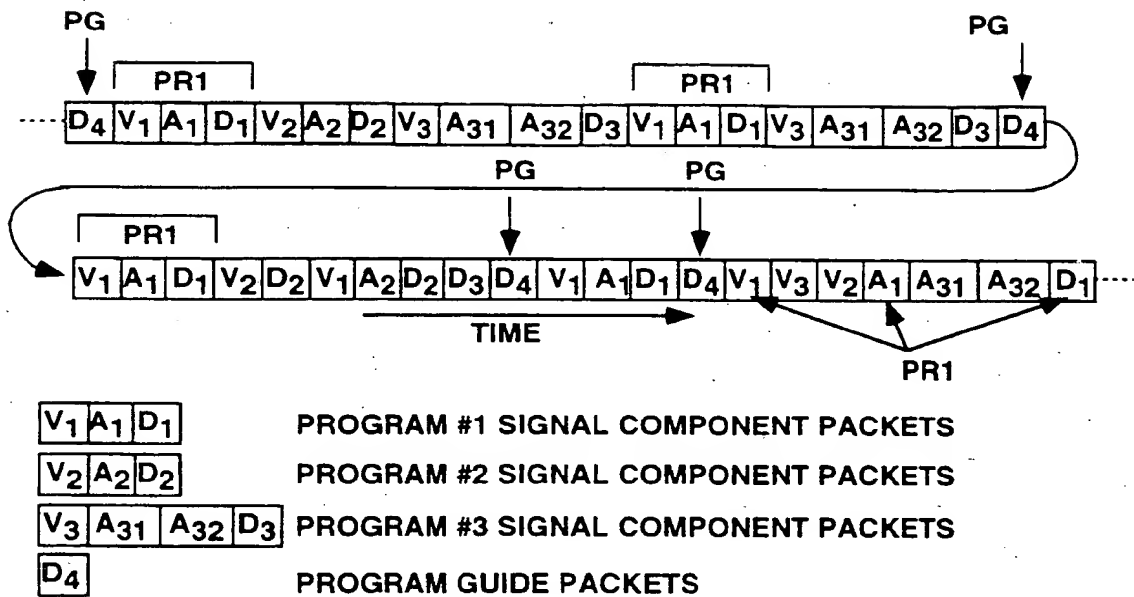 PG PG
PR1 PR1
D4 V1 A1 D1 V2 A2 D2 V3 A31 A32 D3 V1 A1 D1 V3 A31 A32 D3 D4
PG PG
PR1
V1 A1 D1 V2 D2 V1 A2 D2 D3 D4 V1 A1 D1 D4 V1 V3 V2 A1 A31 A32 D1
TIME
PR1
V1 A1 D1 PROGRAM #1 SIGNAL COMPONENT PACKETS
V2 A2 D2 PROGRAM #2 SIGNAL COMPONENT PACKETS
V3 A31 A32 D3 PROGRAM #3 SIGNAL COMPONENT PACKETS
D4 PROGRAM GUIDE PACKETS